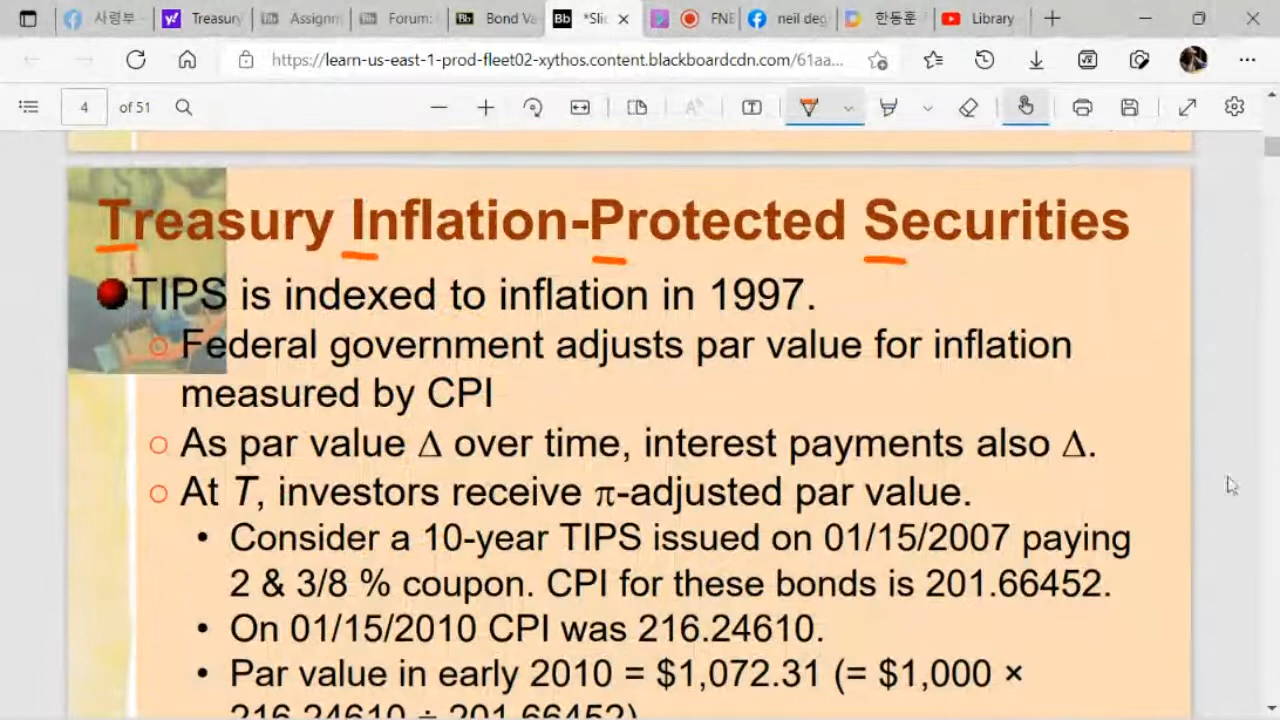 사령부
Treasury
Assignm
Forum:
Bond Va
*Slic
FNE
neil deg
한동훈
Library
https://learn-us-east-1-prod-fleet02-xythos.content.blackboardcdn.com/61aa...
4 of 51
Treasury Inflation-Protected Securities
TIPS is indexed to inflation in 1997.
Federal government adjusts par value for inflation
measured by CPI
As par value Δ over time, interest payments also Δ.
At T, investors receive π-adjusted par value.
• Consider a 10-year TIPS issued on 01/15/2007 paying
2 & 3/8 % coupon. CPI for these bonds is 201.66452.
• On 01/15/2010 CPI was 216.24610.
• Par value in early 2010 = $1,072.31 (= $1,000 ×
216.24610 ÷ 201.66452)